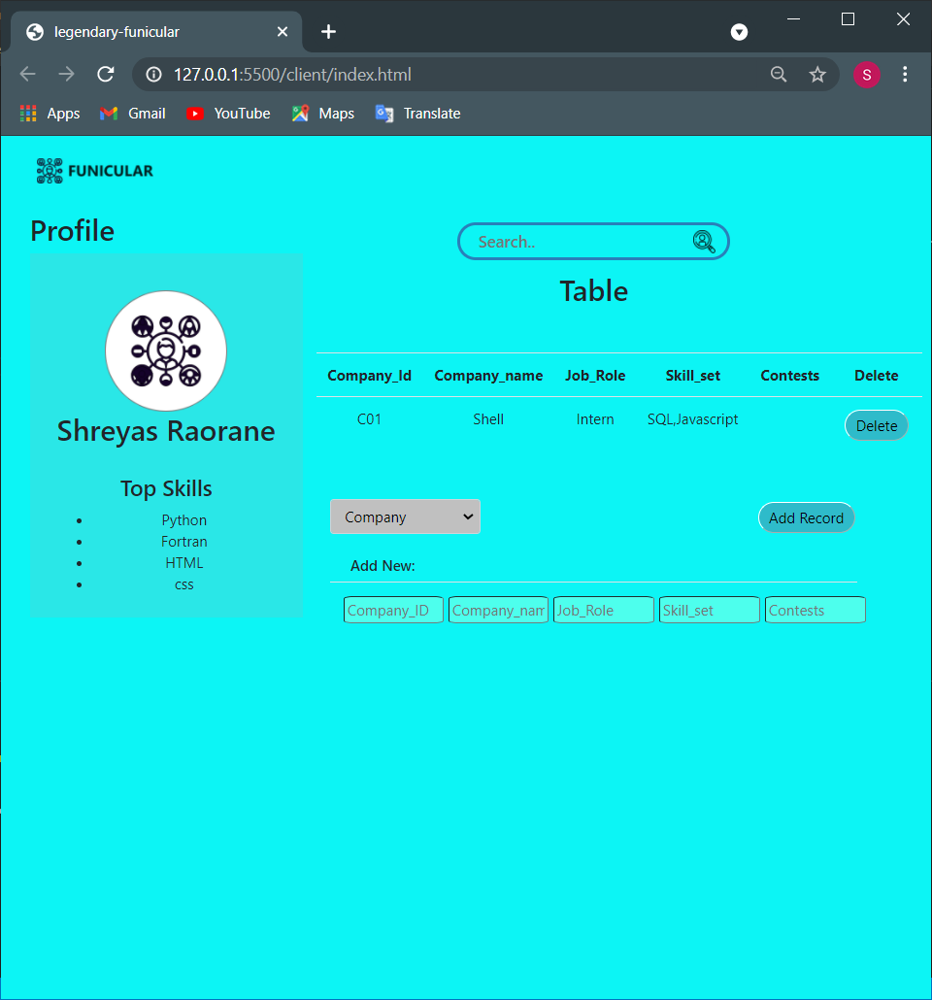 legendary-funicular
127.0.0.1:5500/client/index.html
S
Apps Gmail YouTube Maps Translate
FUNICULAR
Profile
Search..
Table
Shreyas Raorane
Top Skills
Python
Fortran
HTML
css
Company_Id Company_name Job_Role Skill_set Contests Delete
C01 Shell Intern SQL,Javascript Delete
Company Add Record
Add New:
Company_ID Company_nam Job_Role Skill_set Contests